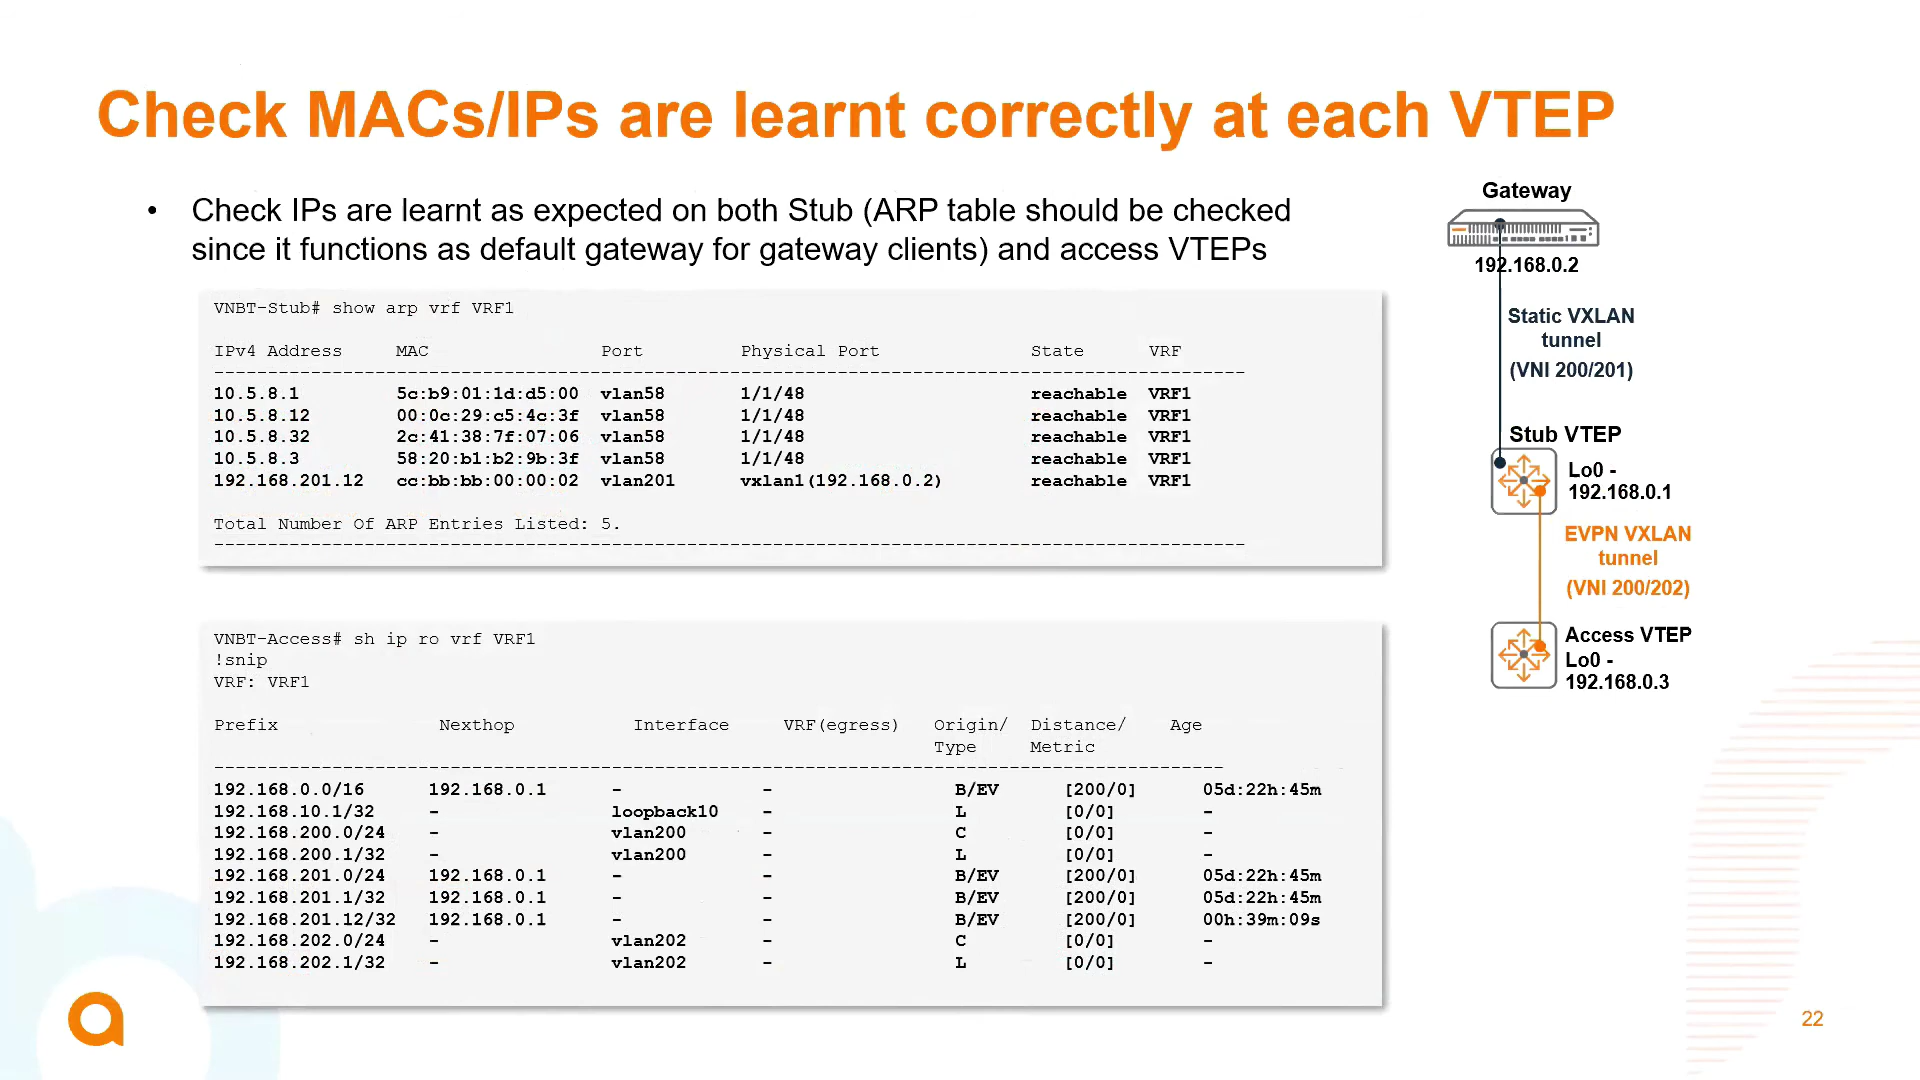 Check MACs/IPs are learnt correctly at each VTEP
• Check IPs are learnt as expected on both Stub (ARP table should be checked
since it functions as default gateway for gateway clients) and access VTEPs
VNBT-Stub# show arp vrf VRF1
IPv4 Address MAC Port Physical Port State VRF
--------------------------------------------------------------------------------
10.5.8.1 5c:b9:01:1d:d5:00 vlan58 1/1/48 reachable VRF1
10.5.8.12 00:0c:29:c5:4c:3f vlan58 1/1/48 reachable VRF1
10.5.8.32 2c:41:38:7f:07:06 vlan58 1/1/48 reachable VRF1
10.5.8.3 58:20:b1:b2:9b:3f vlan58 1/1/48 reachable VRF1
192.168.201.12 cc:bb:bb:00:00:02 vlan201 vxlan1(192.168.0.2) reachable VRF1
Total Number Of ARP Entries Listed: 5.
--------------------------------------------------------------------------------
VNBT-Access# sh ip ro vrf VRF1
!snip
VRF: VRF1
Prefix Nexthop Interface VRF(egress) Origin/ Distance/ Age
Type Metric
--------------------------------------------------------------------------------
192.168.0.0/16 192.168.0.1 - - B/EV [200/0] 05d:22h:45m
192.168.10.1/32 - loopback10 - L [0/0] -
192.168.200.0/24 - vlan200 - C [0/0] -
192.168.200.1/32 - vlan200 - L [0/0] -
192.168.201.0/24 192.168.0.1 - - B/EV [200/0] 05d:22h:45m
192.168.201.1/32 192.168.0.1 - - B/EV [200/0] 05d:22h:45m
192.168.201.12/32 192.168.0.1 - - B/EV [200/0] 00h:39m:09s
192.168.202.0/24 - vlan202 - C [0/0] -
192.168.202.1/32 - vlan202 - L [0/0] -
Gateway
192.168.0.2
Static VXLAN
tunnel
(VNI 200/201)
Stub VTEP
Lo0 -
192.168.0.1
EVPN VXLAN
tunnel
(VNI 200/202)
Access VTEP
Lo0 -
192.168.0.3
22